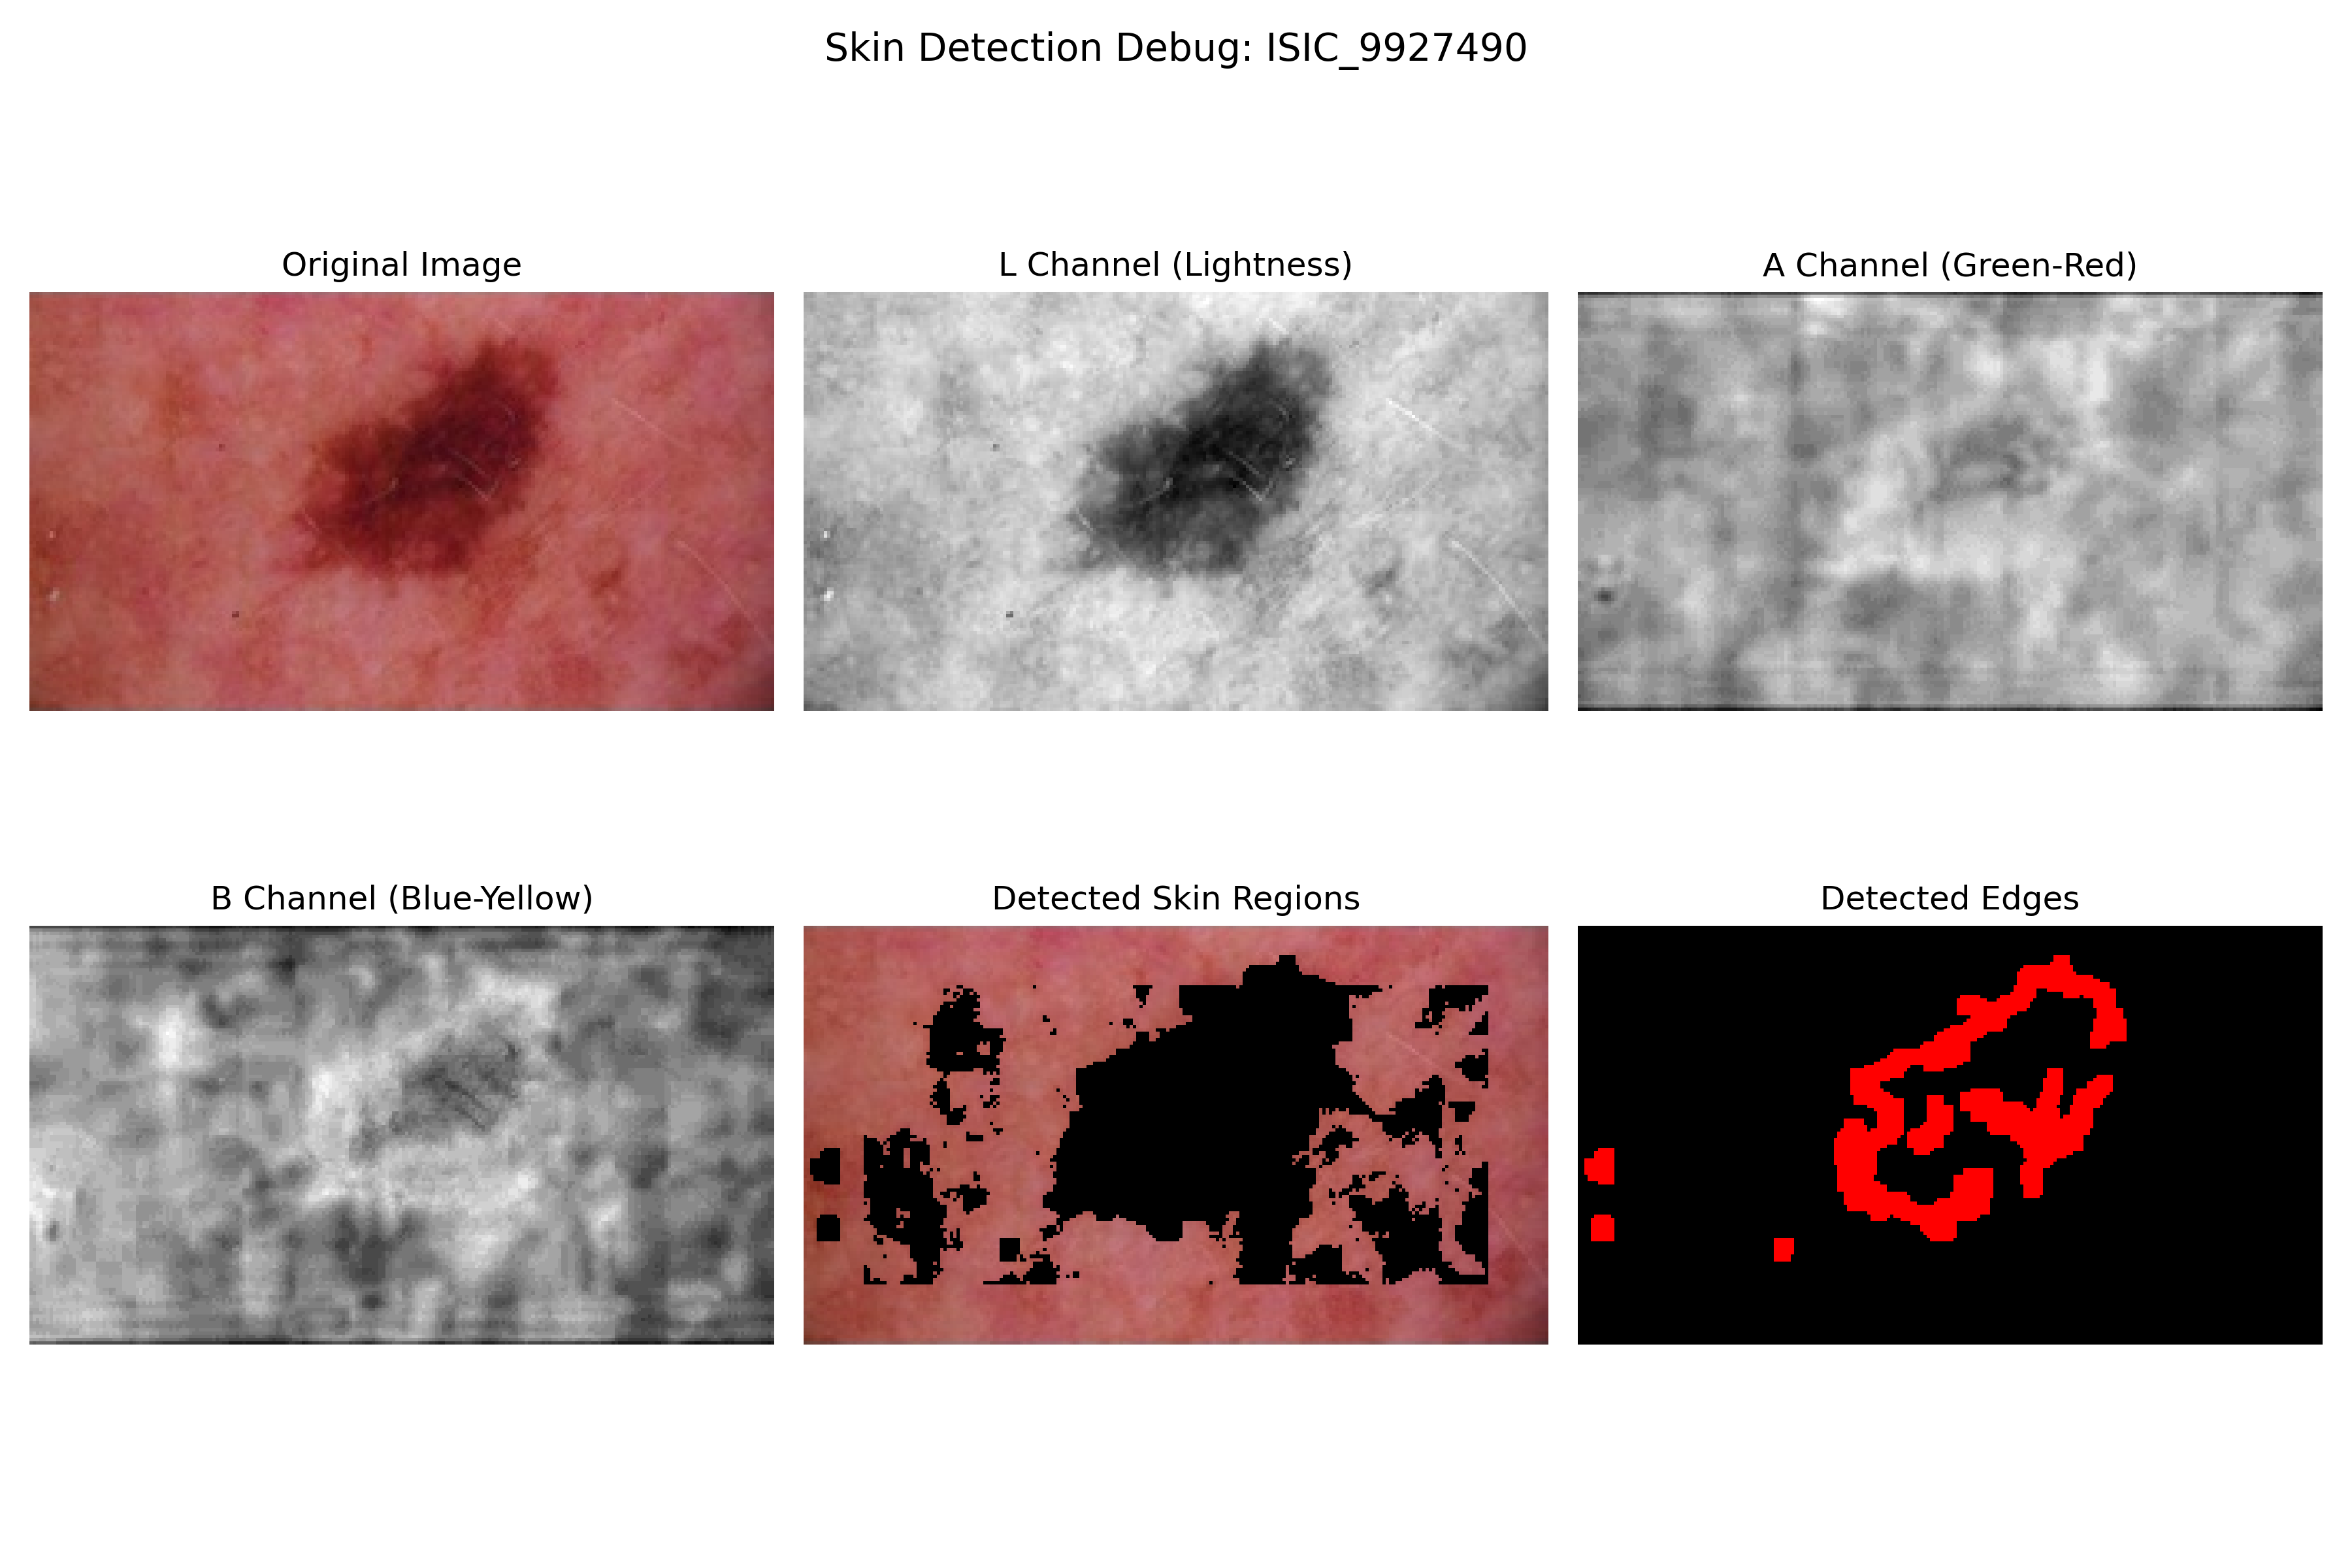 Skin Detection Debug: ISIC_9927490
Original Image
L Channel (Lightness)
A Channel (Green-Red)
B Channel (Blue-Yellow)
Detected Skin Regions
Detected Edges